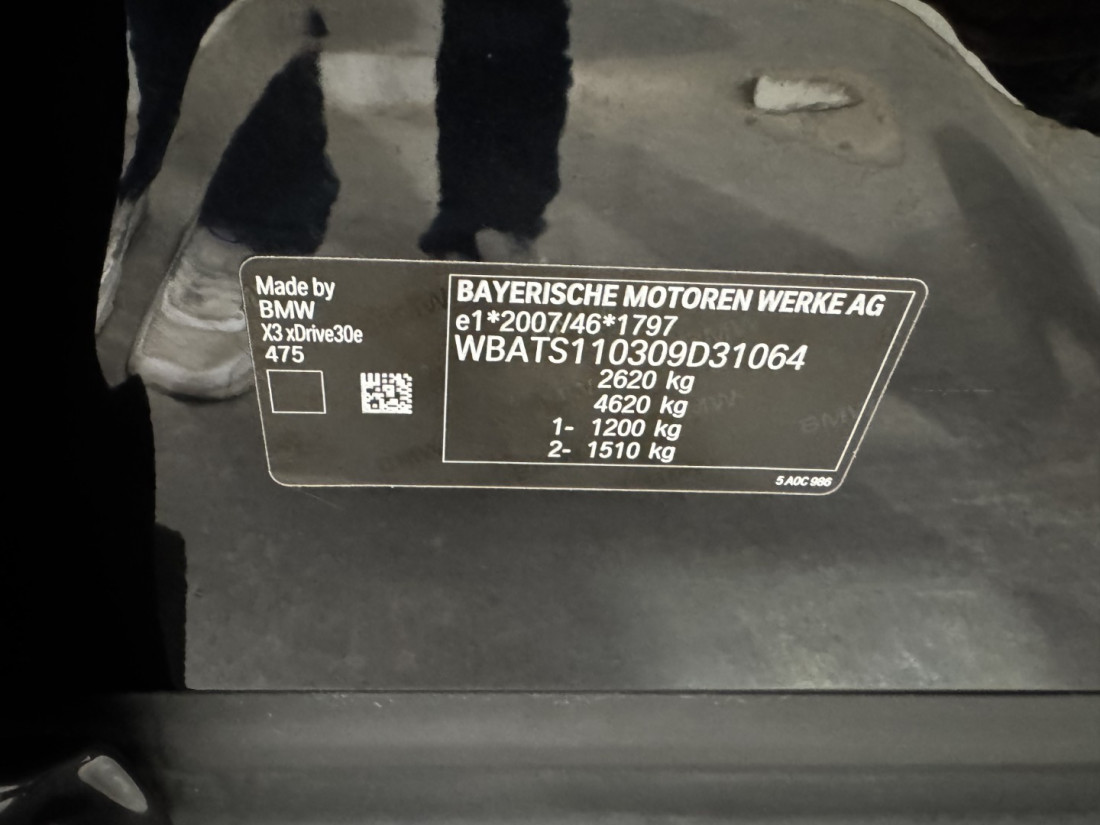 Made by
BMW
X3 xDrive30e
475
BAYERISCHE MOTOREN WERKE AG
e1*2007/46*1797
WBATS110309D31064
2620 kg
4620 kg
1- 1200 kg
2- 1510 kg
5 A0C 986